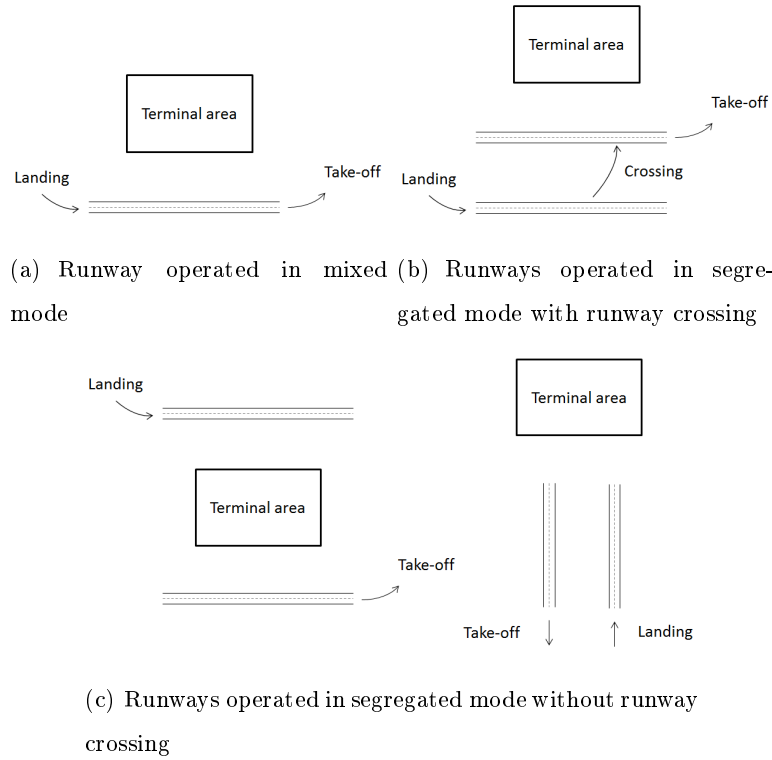 Terminal area
Landing
Take-off
(a) Runway operated in mixed
mode
Terminal area
Take-off
Crossing
Landing
(b) Runways operated in segre-
gated mode with runway crossing
Landing
Terminal area
Take-off
Terminal area
Take-off
Landing
(c) Runways operated in segregated mode without runway
crossing